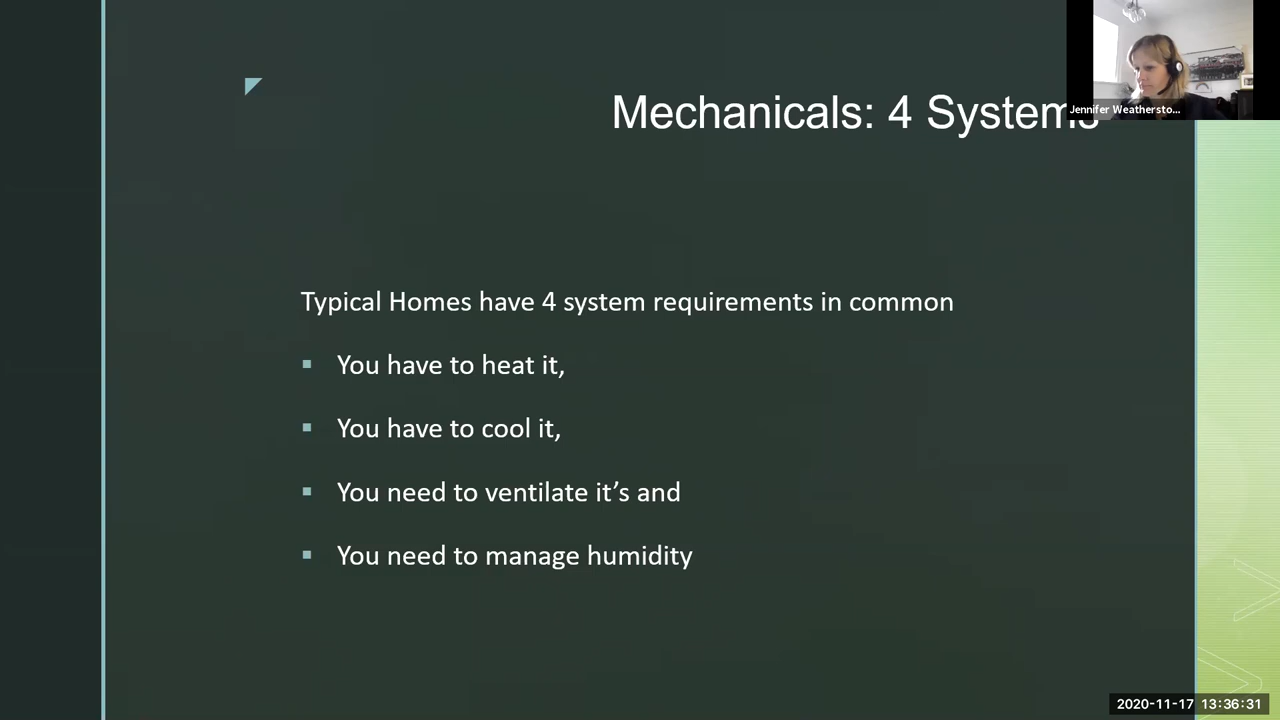 Mechanicals: 4 Systems
Jennifer Weathersto...
Typical Homes have 4 system requirements in common
▪ You have to heat it,
▪ You have to cool it,
▪ You need to ventilate it’s and
▪ You need to manage humidity
2020-11-17 13:36:31